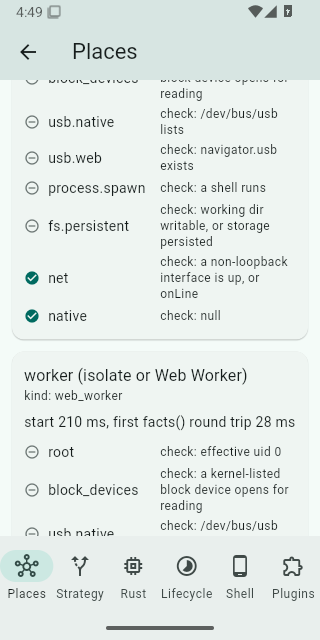 4:49
Places
block_devices
block device opens for
reading
usb.native
check: /dev/bus/usb
lists
usb.web
check: navigator.usb
exists
process.spawn
check: a shell runs
fs.persistent
check: working dir
writable, or storage
persisted
net
check: a non-loopback
interface is up, or
onLine
native
check: null
worker (isolate or Web Worker)
kind: web_worker
start 210 ms, first facts() round trip 28 ms
root
check: effective uid 0
block_devices
check: a kernel-listed
block device opens for
reading
usb.native
check: /dev/bus/usb
Places
Strategy
Rust
Lifecycle
Shell
Plugins